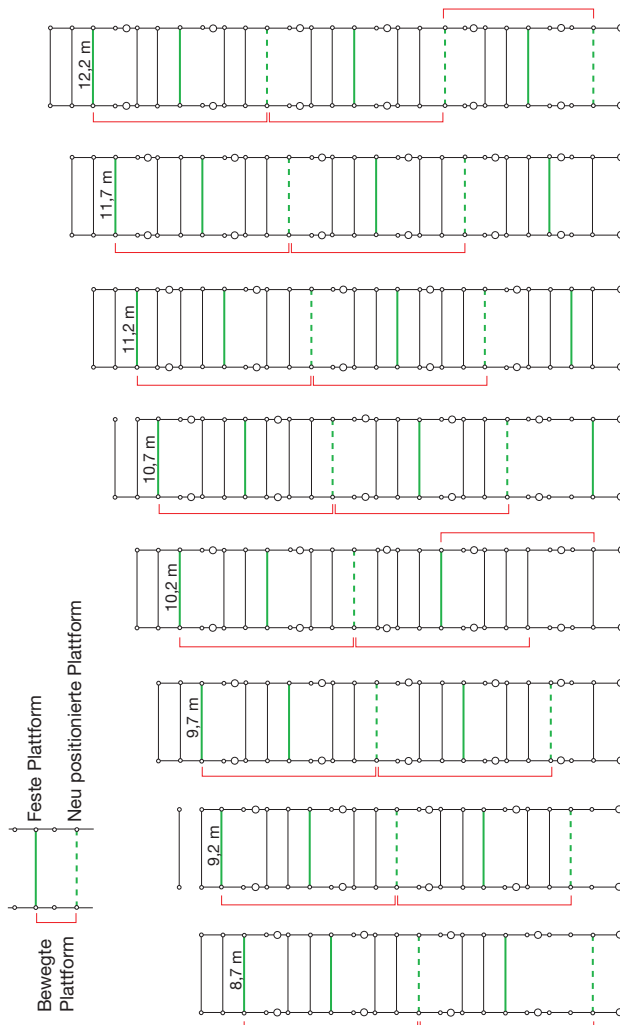 12,2 m
11,7 m
11,2 m
10,7 m
10,2 m
9,7 m
9,2 m
8,7 m
Feste Plattform
Neu positionierte Plattform
Bewegte
Plattform